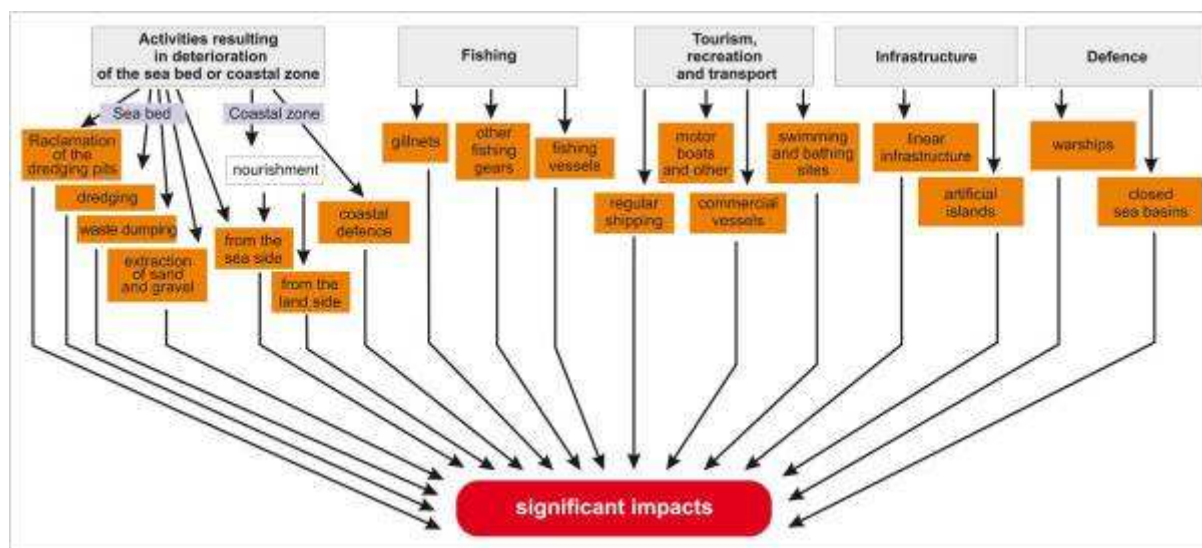 Activities resulting
in deterioration
of the sea bed or coastal zone
Fishing
Tourism,
recreation
and transport
Infrastructure
Defence
Sea bed
Coastal zone
Raclamation
of the
dredging pits
dredging
waste dumping
extraction
of sand
and gravel
nourishment
from the
sea side
from the
land side
coastal
defence
gillnets
other
fishing
gears
fishing
vessels
regular
shipping
motor
boats
and other
commercial
vessels
swimming
and bathing
sites
linear
infrastructure
artificial
islands
warships
closed
sea basins
significant impacts